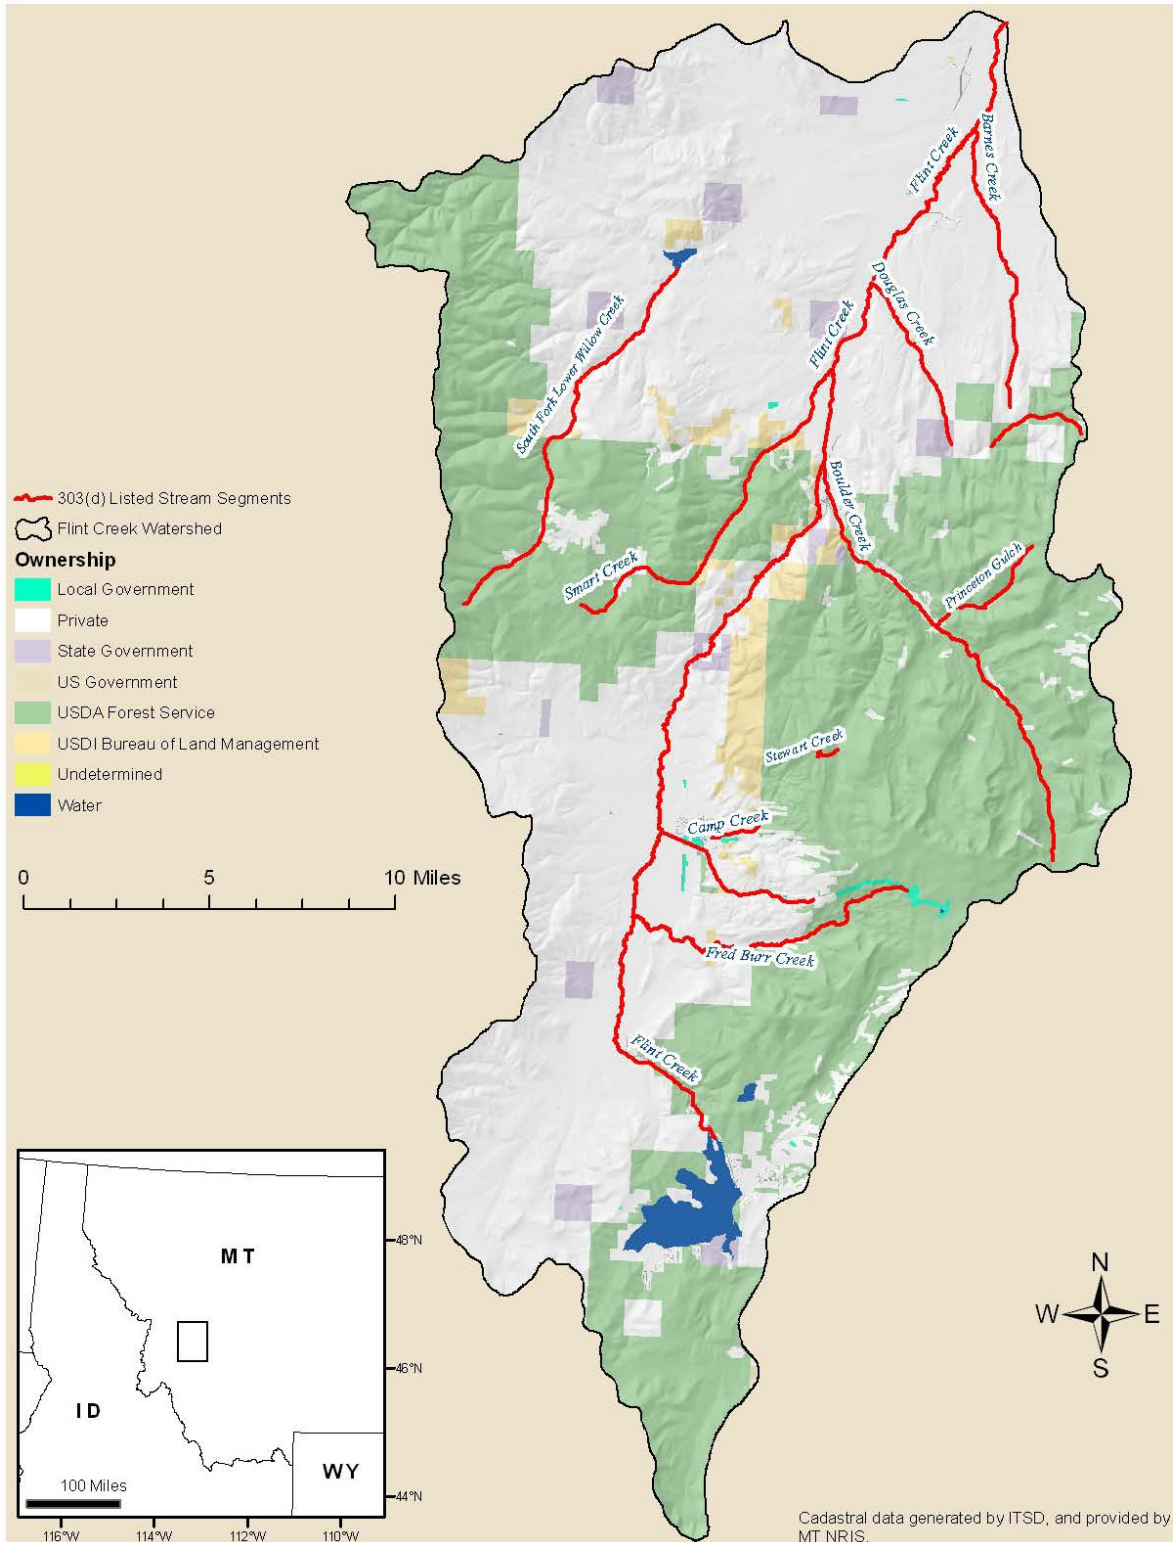 Flint Creek
Barnes Creek
Douglas Creek
Flint Creek
South Fork Lower Willow Creek
Boulder Creek
Smart Creek
Princeton Gulch
Stewart Creek
Camp Creek
Fred Burr Creek
Flint Creek
303(d) Listed Stream Segments
Flint Creek Watershed
Ownership
Local Government
Private
State Government
US Government
USDA Forest Service
USDI Bureau of Land Management
Undetermined
Water
0 5 10 Miles
MT
ID
WY
100 Miles
48°N
46°N
44°N
116°W 114°W 112°W 110°W
N
W E
S
Cadastral data generated by ITSD, and provided by
MT NRIS.